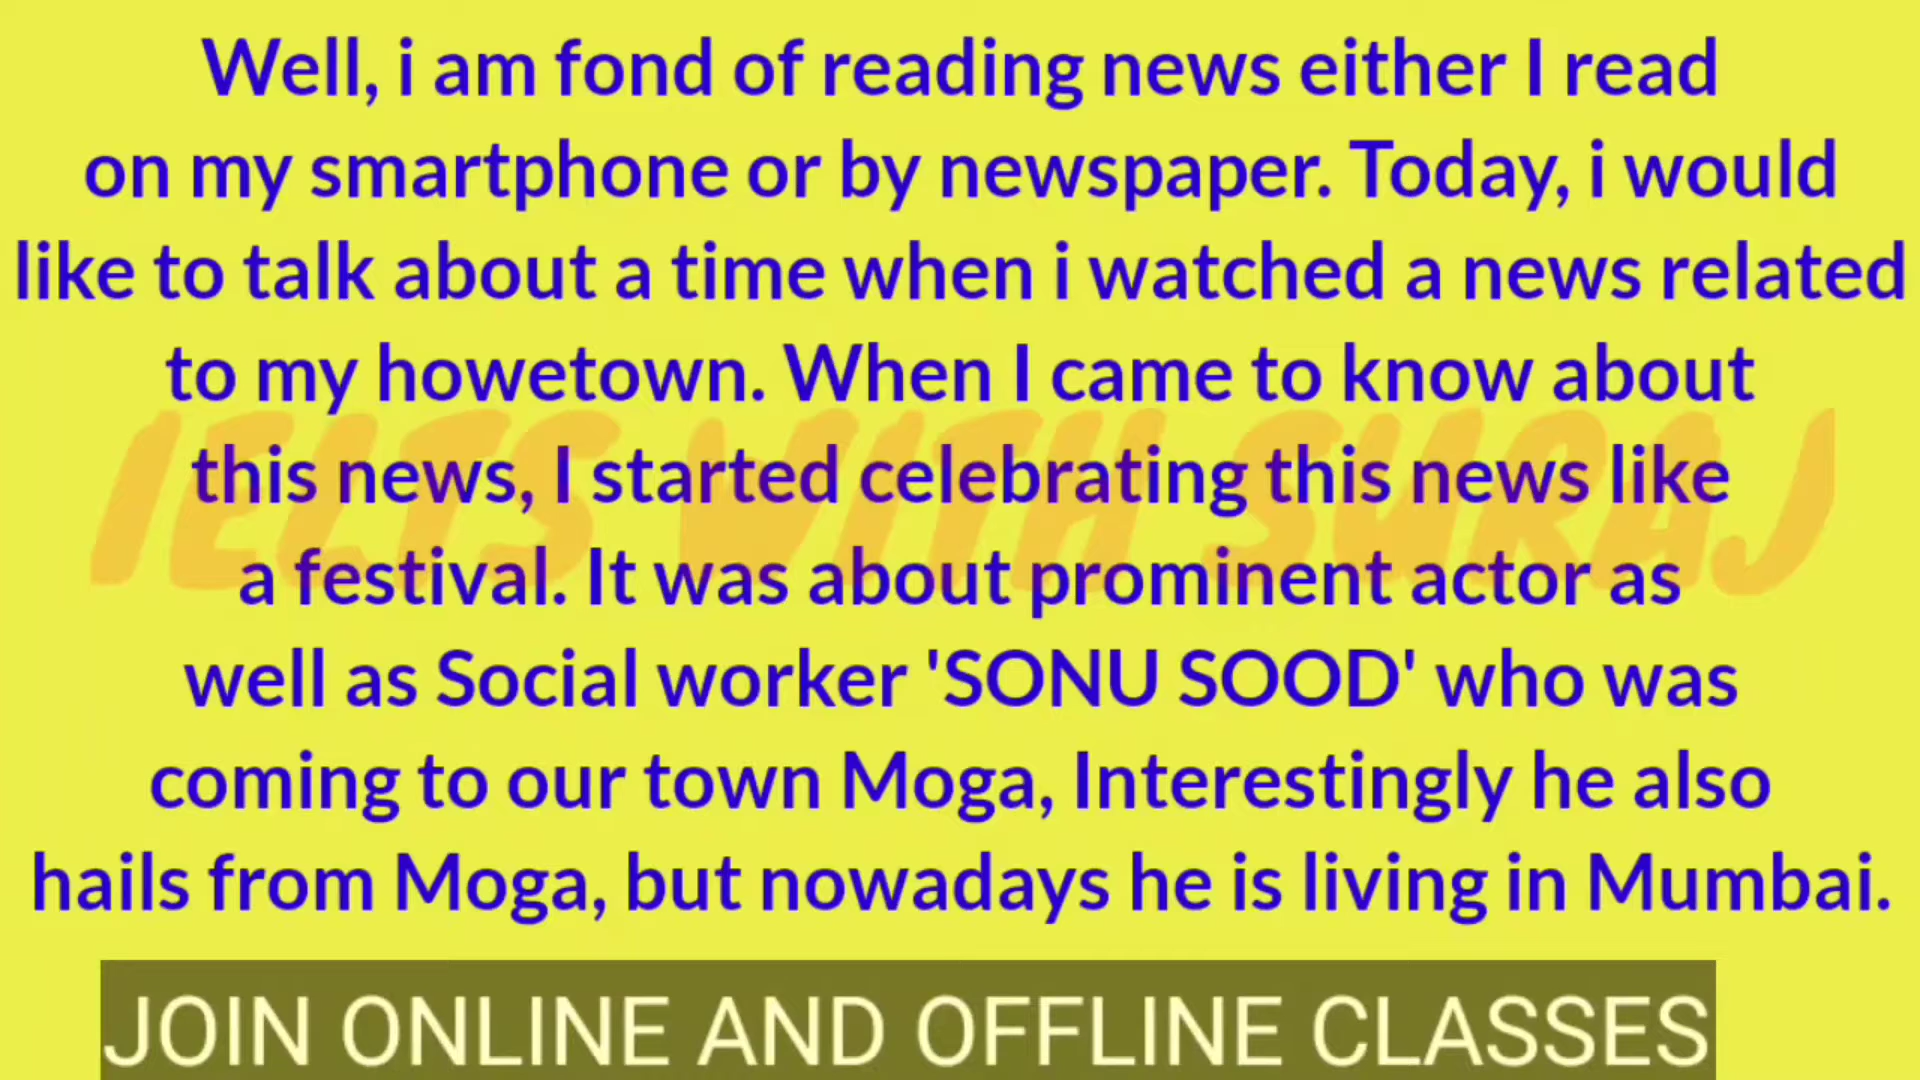 Well, i am fond of reading news either I read
on my smartphone or by newspaper. Today, i would
like to talk about a time when i watched a news related
to my howetown. When I came to know about
this news, I started celebrating this news like
a festival. It was about prominent actor as
well as Social worker 'SONU SOOD' who was
coming to our town Moga, Interestingly he also
hails from Moga, but nowadays he is living in Mumbai.
IELTS WITH SURAJ
JOIN ONLINE AND OFFLINE CLASSES